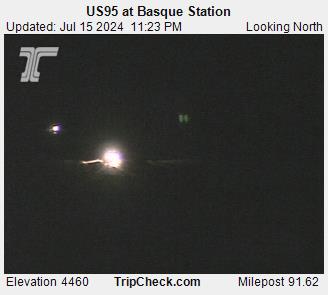 US95 at Basque Station
Updated: Jul 15 2024  11:23 PM
Looking North
Elevation 4460
TripCheck.com
Milepost 91.62